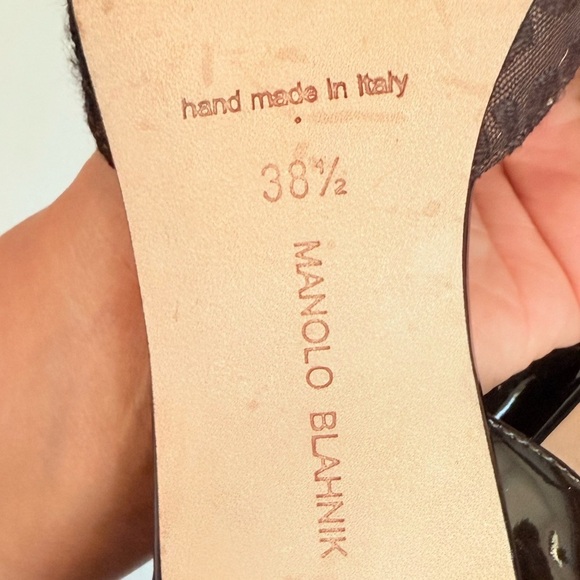 hand made in Italy
38½
MANOLO BLAHNIK